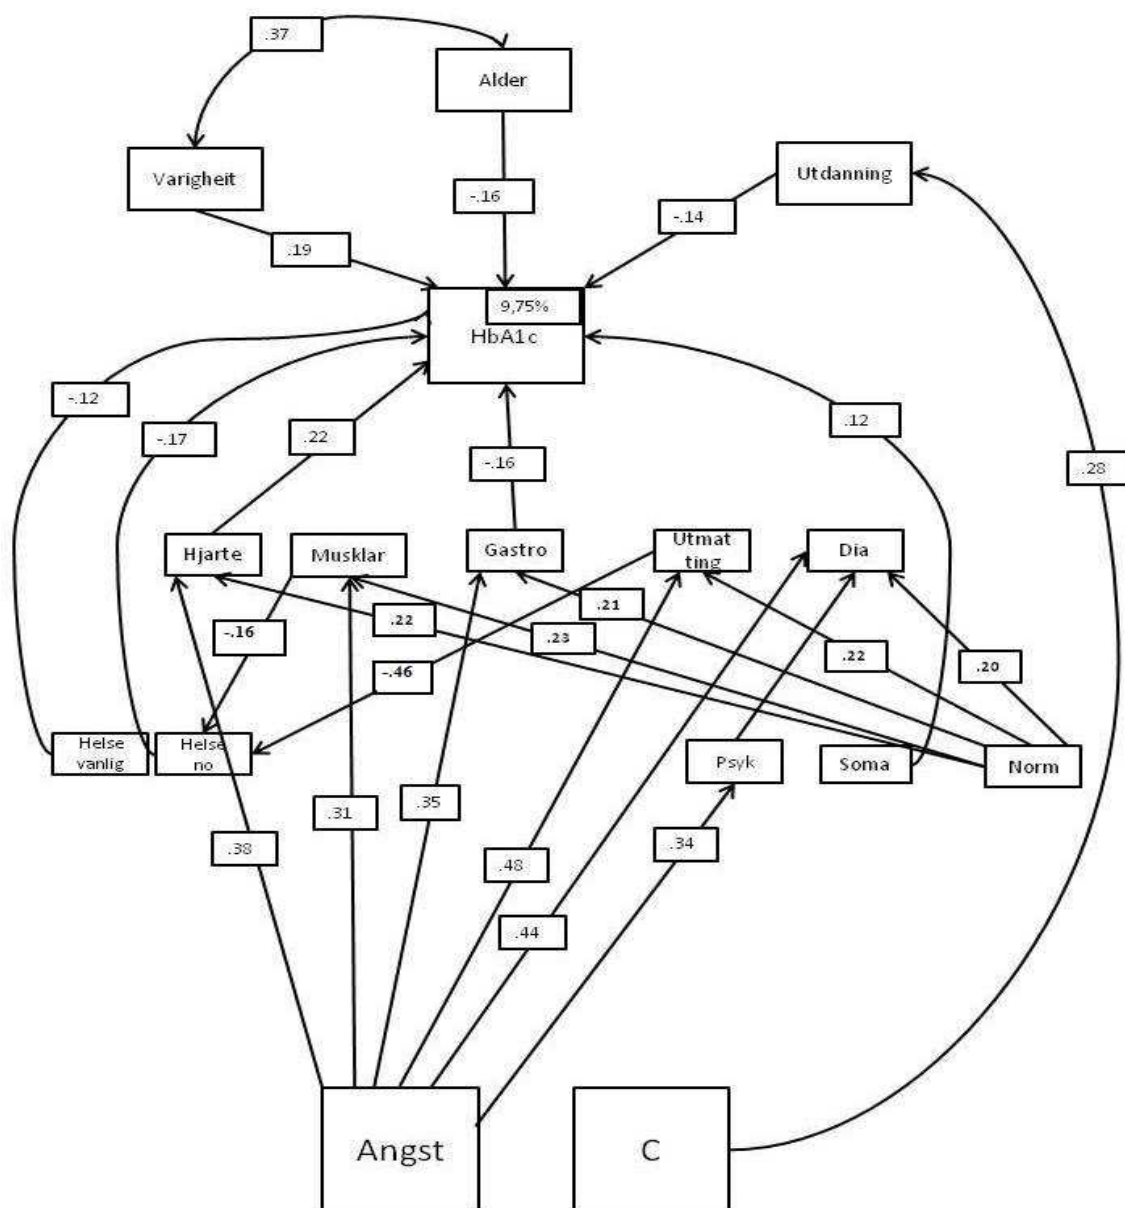 .37
Alder
Varigheit
Utdanning
-.16
-.14
.19
9,75%
HbA1c
-.12
.12
-.17
.22
-.16
.28
Hjarte
Musklar
Gastro
Utmat
ting
Dia
.21
.22
.23
-.16
.22
.20
-.46
Helse
vanlig
Helse
no
Psyk
Soma
Norm
.35
.31
.38
.34
.48
.44
Angst
C